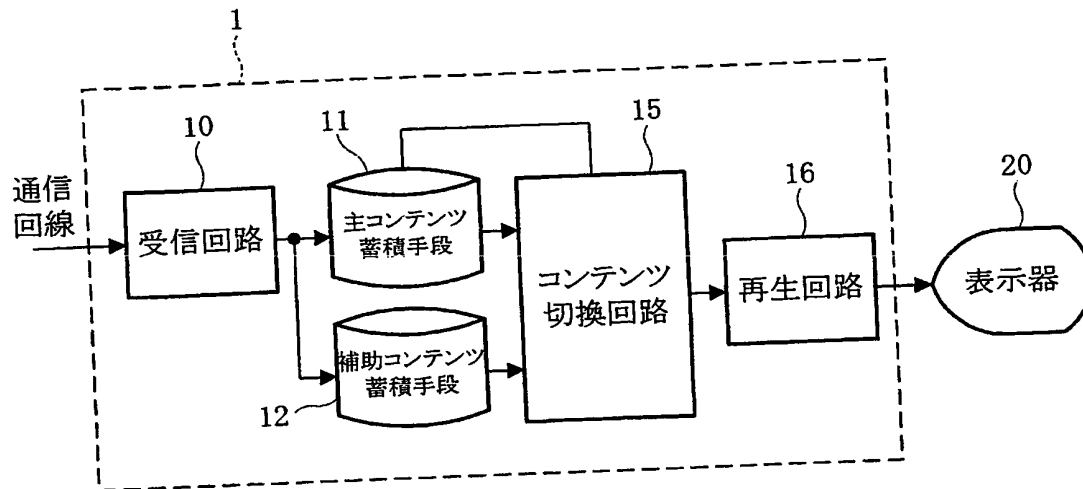 1
10
11
15
16
20
通信
回線
受信回路
主コンテンツ
蓄積手段
コンテンツ
切換回路
再生回路
表示器
補助コンテンツ
蓄積手段
12